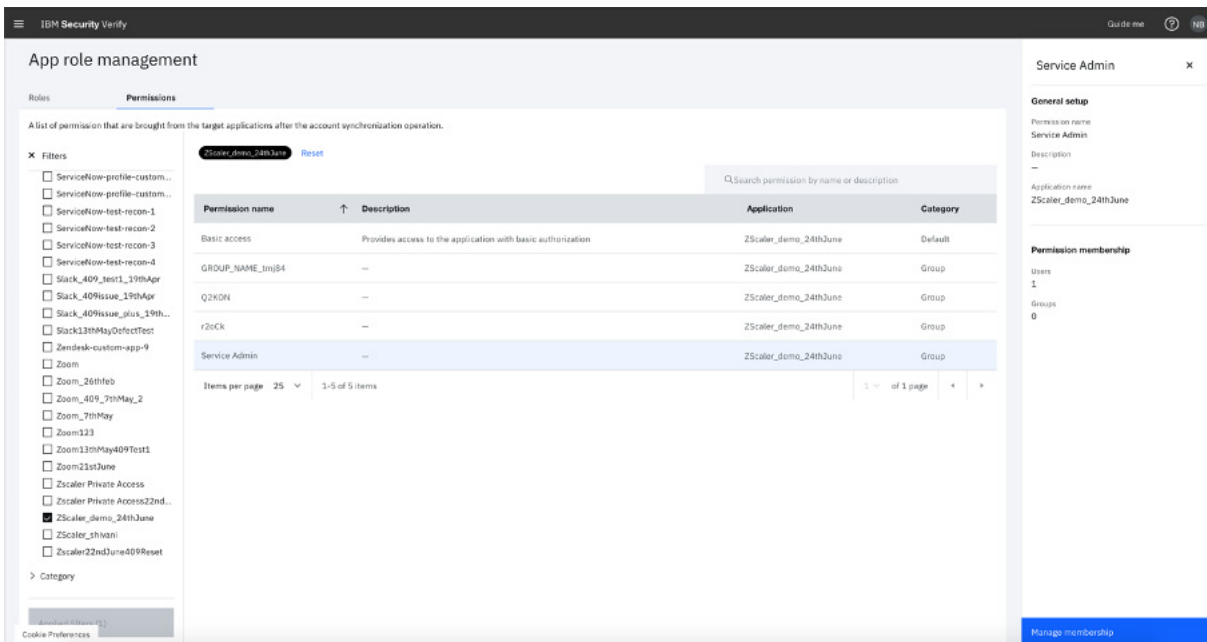 IBM Security Verify
Guide me
NB
App role management
Roles
Permissions
A list of permission that are brought from the target applications after the account synchronization operation.
Filters
ServiceNow-profile-custom...
ServiceNow-profile-custom...
ServiceNow-test-recon-1
ServiceNow-test-recon-2
ServiceNow-test-recon-3
ServiceNow-test-recon-4
Slack_409_test1_19thApr
Slack_409issue_19thApr
Slack_409issue_plus_19th...
Slack13thMayDefectTest
Zendesk-custom-app-9
Zoom
Zoom_26thfeb
Zoom_409_7thMay_2
Zoom_7thMay
Zoom123
Zoom13thMay409Test1
Zoom21stJune
Zscaler Private Access
Zscaler Private Access22nd...
ZScaler_demo_24thJune
ZScaler_shivani
Zscaler22ndJune409Reset
Category
Applied filters (1)
Cookie Preferences
ZScaler_demo_24thJune Reset
Search permission by name or description
Permission name Description Application Category
Basic access Provides access to the application with basic authorization ZScaler_demo_24thJune Default
GROUP_NAME_tmj84 — ZScaler_demo_24thJune Group
Q2KON — ZScaler_demo_24thJune Group
r2oCk — ZScaler_demo_24thJune Group
Service Admin — ZScaler_demo_24thJune Group
Items per page 25 1-5 of 5 items 1 of 1 page
Service Admin
General setup
Permission name
Service Admin
Description
—
Application name
ZScaler_demo_24thJune
Permission membership
Users
1
Groups
0
Manage membership